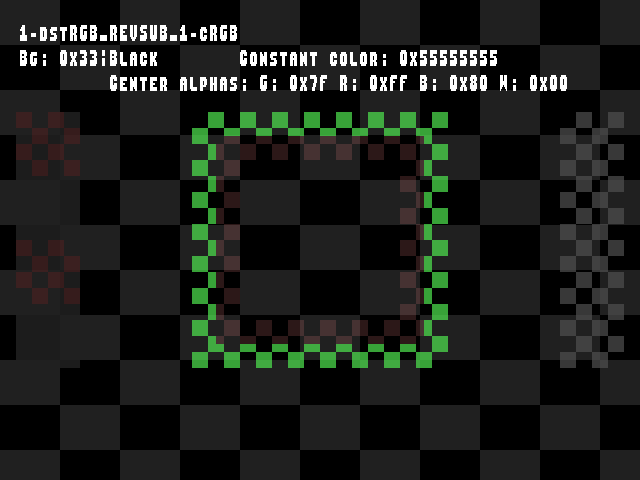 1-dstRGB_REVSUB_1-cRGB
Bg: 0x33;Black Constant color: 0x55555555
Center alphas: G: 0x7f R: 0xff B: 0x80 W: 0x00